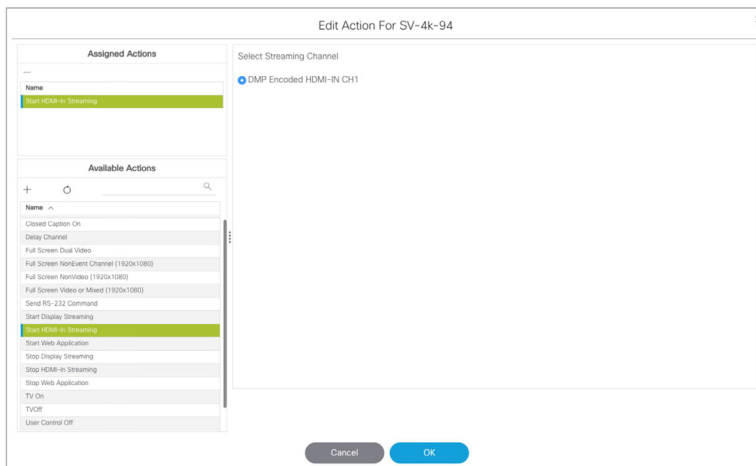 Edit Action For SV-4k-94
Assigned Actions
Name
Start HDMI-In Streaming
Available Actions
Name
Closed Caption On
Delay Channel
Full Screen Dual Video
Full Screen NonEvent Channel (1920x1080)
Full Screen NonVideo (1920x1080)
Full Screen Video or Mixed (1920x1080)
Send RS-232 Command
Start Display Streaming
Start HDMI-In Streaming
Start Web Application
Stop Display Streaming
Stop HDMI-In Streaming
Stop Web Application
TV On
TVOff
User Control Off
Select Streaming Channel
DMP Encoded HDMI-IN CH1
Cancel
OK